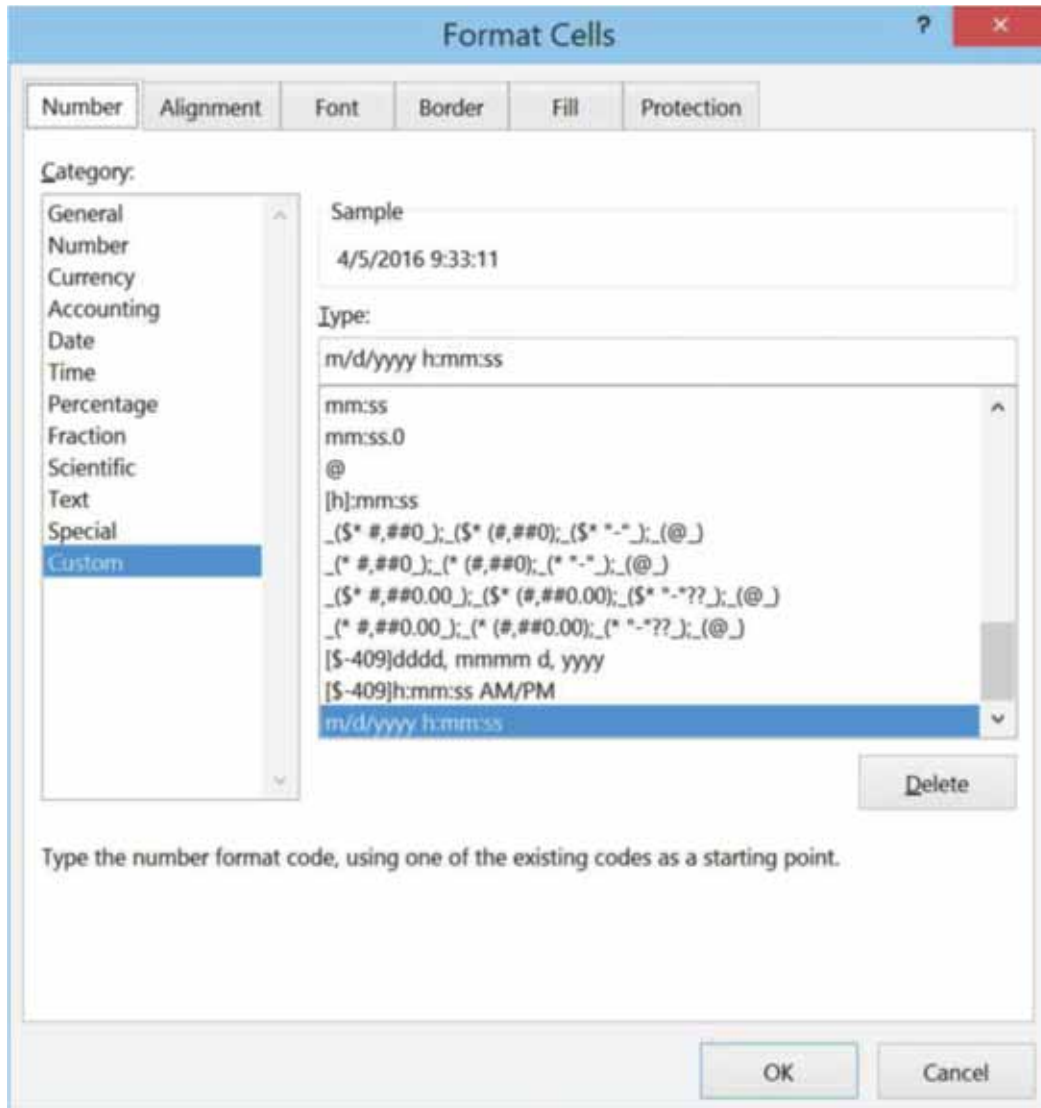 Format Cells
?
×
Number
Alignment
Font
Border
Fill
Protection
Category:
General
Number
Currency
Accounting
Date
Time
Percentage
Fraction
Scientific
Text
Special
Custom
Sample
4/5/2016 9:33:11
Type:
m/d/yyyy h:mm:ss
mm:ss
mm:ss.0
@
[h]:mm:ss
_($* #,##0_);_($* (#,##0);_($* "-"_);_(@_)
_(* #,##0_);_(* (#,##0);_(* "-"_);_(@_)
_($* #,##0.00_);_($* (#,##0.00);_($* "-"??_);_(@_)
_(* #,##0.00_);_(* (#,##0.00);_(* "-"??_);_(@_)
[$-409]dddd, mmmm d, yyyy
[$-409]h:mm:ss AM/PM
m/d/yyyy h:mm:ss
Delete
Type the number format code, using one of the existing codes as a starting point.
OK
Cancel